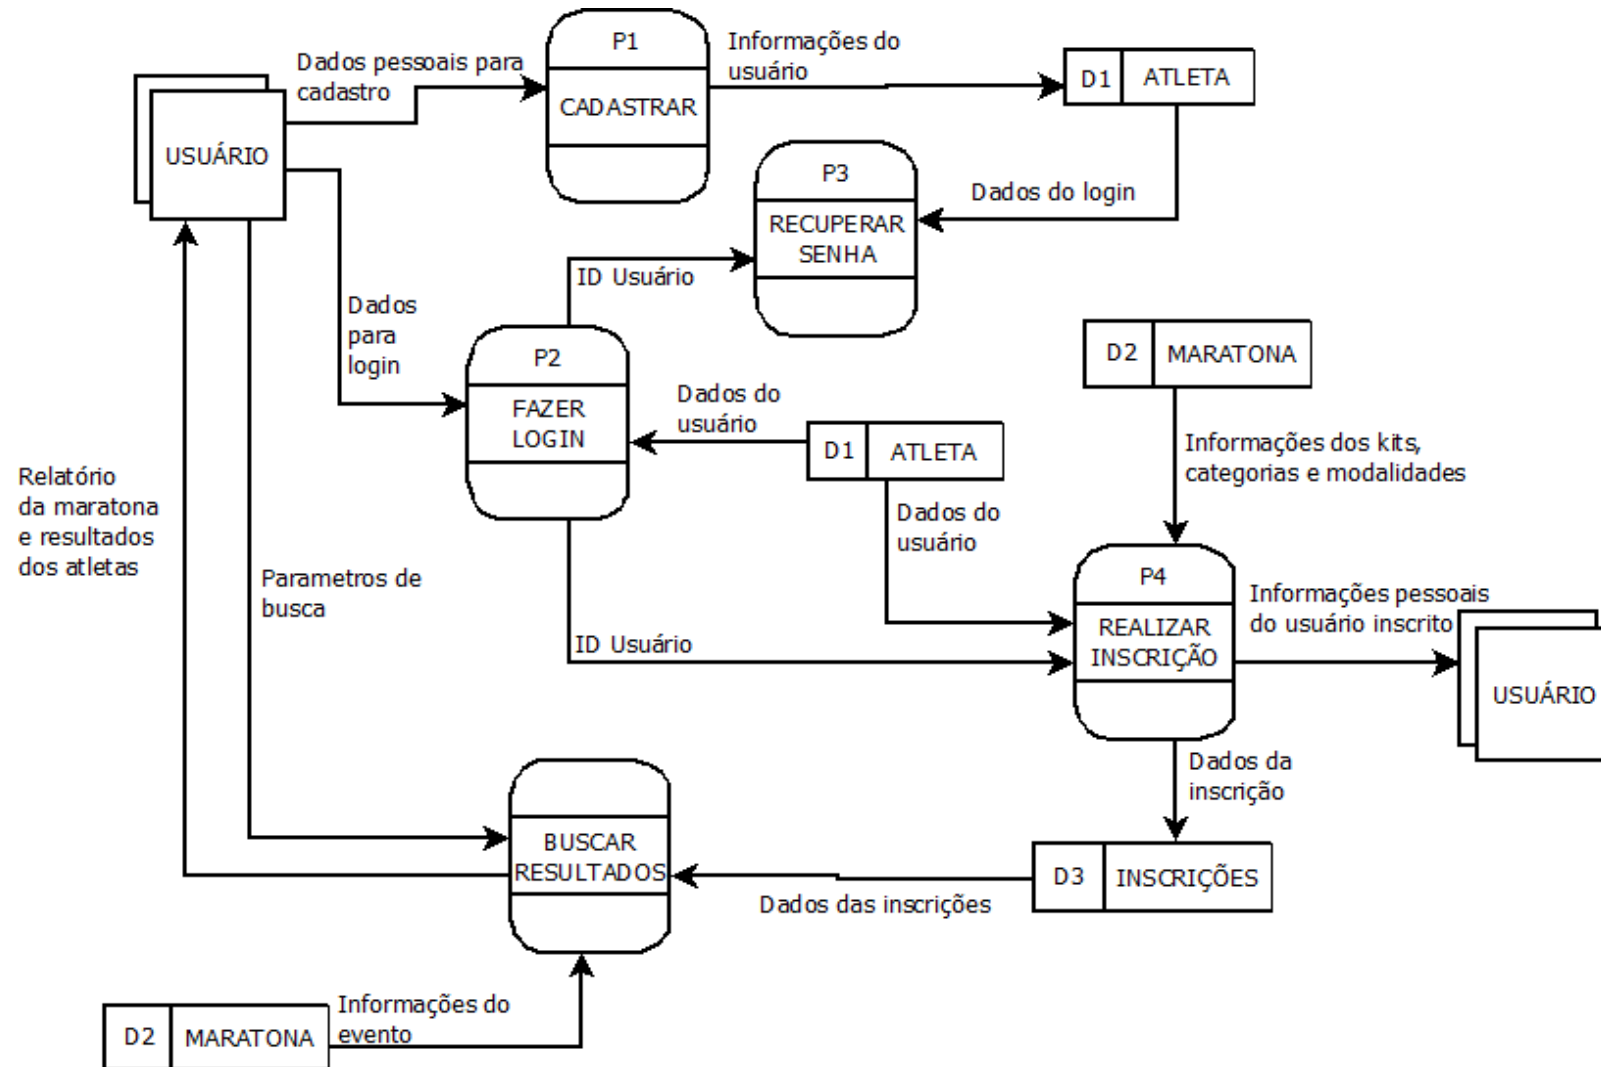 P1
CADASTRAR
Dados pessoais para
cadastro
Informações do
usuário
D1
ATLETA
USUÁRIO
P3
RECUPERAR
SENHA
Dados do login
ID Usuário
Dados
para
login
P2
FAZER
LOGIN
Dados do
usuário
D1
ATLETA
D2
MARATONA
Informações dos kits,
categorias e modalidades
Relatório
da maratona
e resultados
dos atletas
Dados do
usuário
Parametros de
busca
P4
REALIZAR
INSCRIÇÃO
Informações pessoais
do usuário inscrito
ID Usuário
USUÁRIO
Dados da
inscrição
BUSCAR
RESULTADOS
D3
INSCRIÇÕES
Dados das inscrições
D2
MARATONA
Informações do
evento